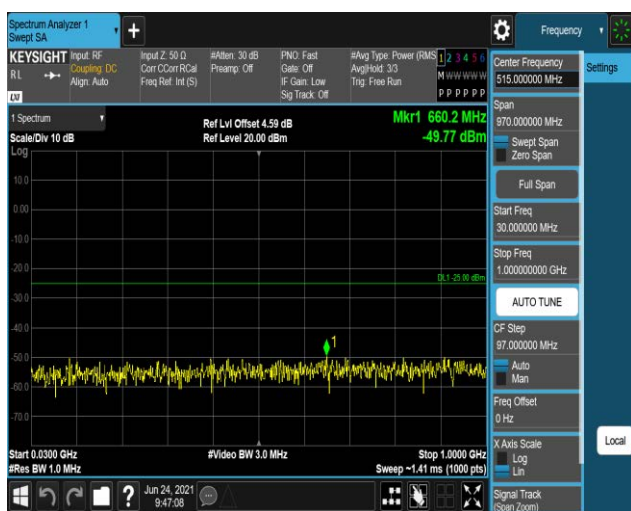 Spectrum Analyzer 1
Swept SA
+
Frequency
KEYSIGHT
RL
Input: RF
Coupling: DC
Align: Auto
Input Z: 50 Ω
Corr CCorr RCal
Freq Ref: Int (S)
#Atten: 30 dB
Preamp: Off
PNO: Fast
Gate: Off
IF Gain: Low
Sig Track: Off
#Avg Type: Power (RMS
Avg|Hold: 3/3
Trig: Free Run
1 2 3 4 5 6
M W W W W W
P P P P P P
LXI
1 Spectrum
Scale/Div 10 dB
Log
Ref Lvl Offset 4.59 dB
Ref Level 20.00 dBm
Mkr1 660.2 MHz
-49.77 dBm
10.0
0.00
-10.0
-20.0
-30.0
-40.0
-50.0
-60.0
-70.0
DL1 -25.00 dBm
1
Start 0.0300 GHz
#Res BW 1.0 MHz
#Video BW 3.0 MHz
Stop 1.0000 GHz
Sweep ~1.41 ms (1000 pts)
?
Jun 24, 2021
9:47:08
Center Frequency
515.000000 MHz
Span
970.000000 MHz
Swept Span
Zero Span
Full Span
Start Freq
30.000000 MHz
Stop Freq
1.000000000 GHz
AUTO TUNE
CF Step
97.000000 MHz
Auto
Man
Freq Offset
0 Hz
X Axis Scale
Log
Lin
Signal Track
(Span Zoom)
Settings
Local